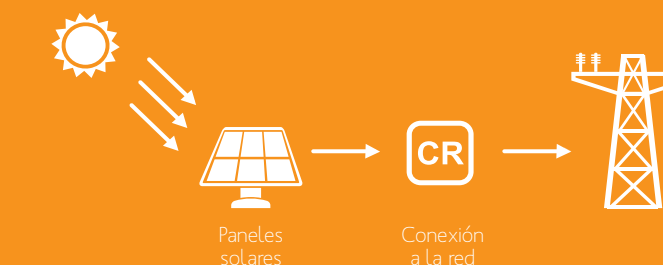 CR
Paneles
solares
Conexión
a la red